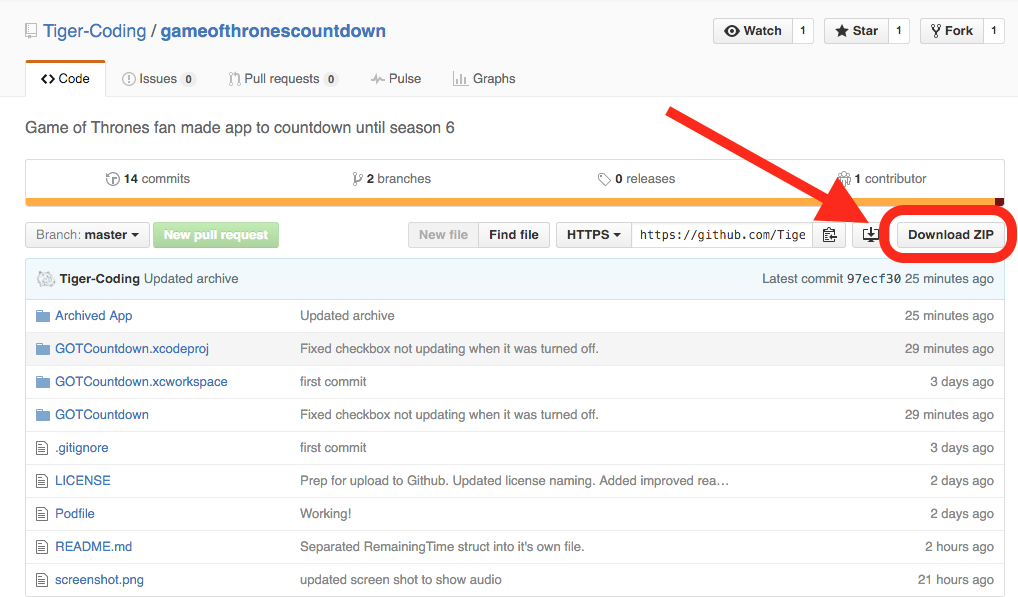 Tiger-Coding / gameofthronescountdown Watch 1 Star 1 Fork 1
Code Issues 0 Pull requests 0 Pulse Graphs
Game of Thrones fan made app to countdown until season 6
14 commits 2 branches 0 releases 1 contributor
Branch: master New pull request New file Find file HTTPS https://github.com/Tige Download ZIP
Tiger-Coding Updated archive Latest commit 97ecf30 25 minutes ago
Archived App Updated archive 25 minutes ago
GOTCountdown.xcodeproj Fixed checkbox not updating when it was turned off. 29 minutes ago
GOTCountdown.xcworkspace first commit 3 days ago
GOTCountdown Fixed checkbox not updating when it was turned off. 29 minutes ago
.gitignore first commit 3 days ago
LICENSE Prep for upload to Github. Updated license naming. Added improved rea… 2 days ago
Podfile Working! 2 days ago
README.md Separated RemainingTime struct into it's own file. 2 hours ago
screenshot.png updated screen shot to show audio 21 hours ago